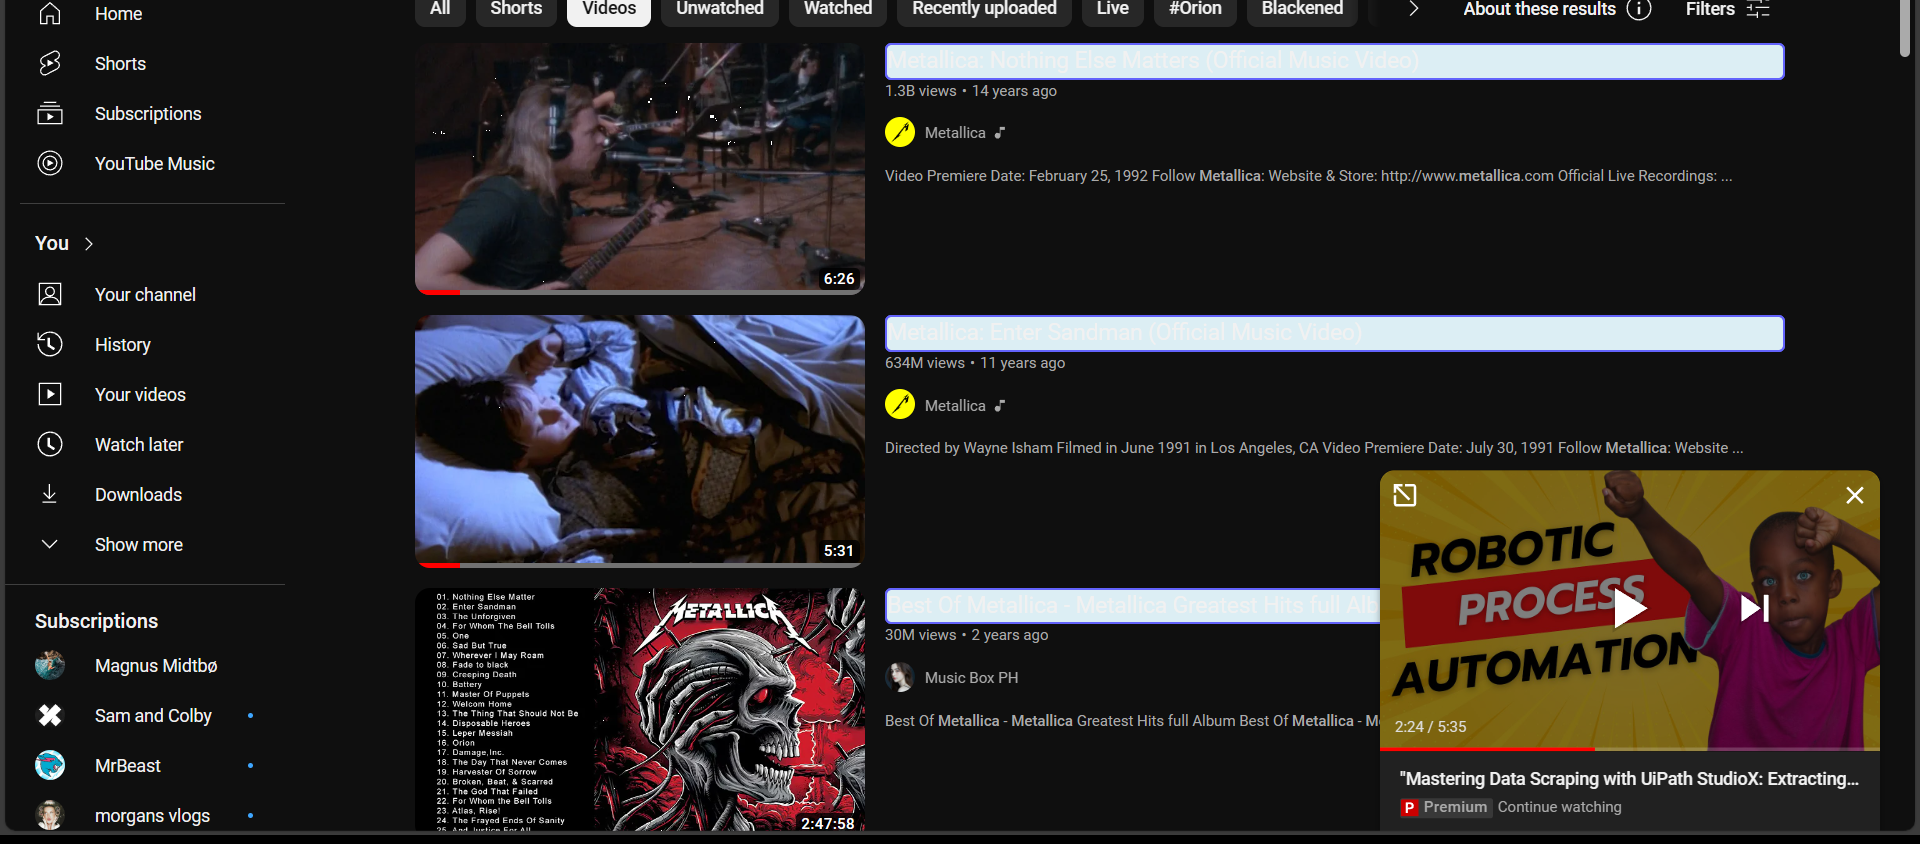 Home
Shorts
Subscriptions
YouTube Music
You
Your channel
History
Your videos
Watch later
Downloads
Show more
Subscriptions
Magnus Midtbø
Sam and Colby
MrBeast
morgans vlogs
All Shorts Videos Unwatched Watched Recently uploaded Live #Orion Blackened About these results Filters
Metallica: Nothing Else Matters (Official Music Video)
1.3B views • 14 years ago
Metallica
Video Premiere Date: February 25, 1992 Follow Metallica: Website & Store: http://www.metallica.com Official Live Recordings: ...
6:26
Metallica: Enter Sandman (Official Music Video)
634M views • 11 years ago
Metallica
Directed by Wayne Isham Filmed in June 1991 in Los Angeles, CA Video Premiere Date: July 30, 1991 Follow Metallica: Website ...
5:31
01. Nothing Else Matter
02. Enter Sandman
03. The Unforgiven
04. For Whom The Bell Tolls
05. One
06. Sad But True
07. Wherever I May Roam
08. Fade to black
09. Creeping Death
10. Battery
11. Master Of Puppets
12. Welcom Home
13. The Thing That Should Not Be
14. Disposable Heroes
15. Leper Messiah
16. Orion
17. Damage,Inc.
18. The Day That Never Comes
19. Harvester Of Sorrow
20. Broken, Beat, & Scarred
21. The God That Failed
22. For Whom the Bell Tolls
23. Atlas, Rise!
24. The Frayed Ends Of Sanity
25. And Justice For All
METALLICA
2:47:58
Best Of Metallica - Metallica Greatest Hits full Alb
30M views • 2 years ago
Music Box PH
Best Of Metallica - Metallica Greatest Hits full Album Best Of Metallica - M
ROBOTIC
PROCESS
AUTOMATION
2:24 / 5:35
"Mastering Data Scraping with UiPath StudioX: Extracting...
P Premium Continue watching